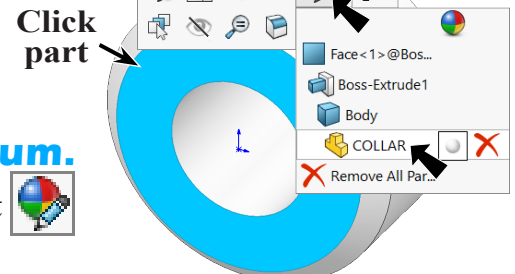 Click
part
Face<1>@Bos...
Boss-Extrude1
Body
um.
COLLAR
Remove All Par...
t